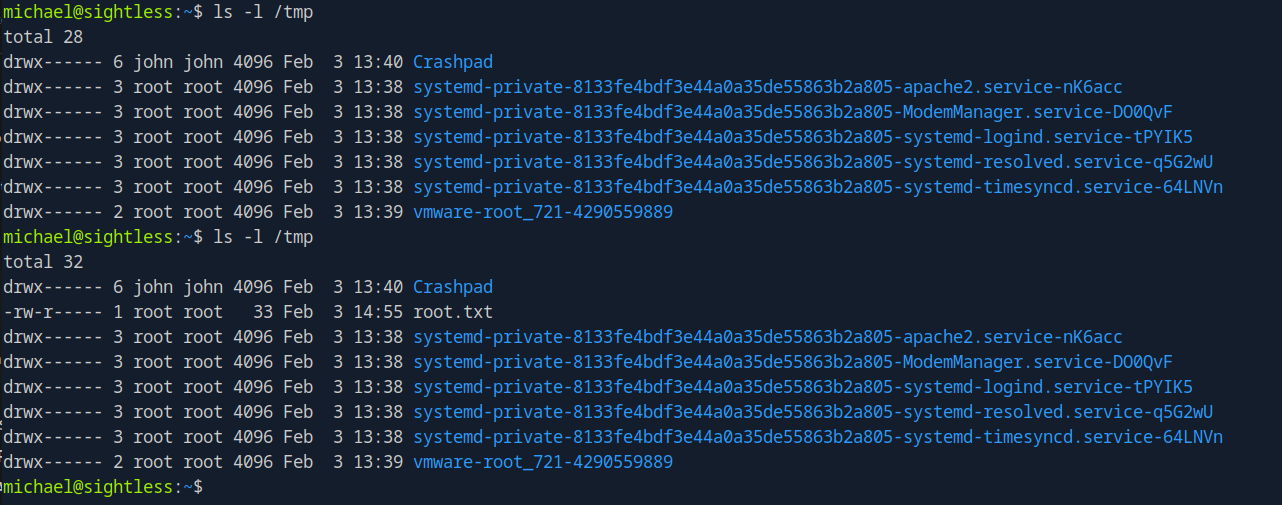 michael@sightless:~$ ls -l /tmp
total 28
drwx------ 6 john john 4096 Feb  3 13:40 Crashpad
drwx------ 3 root root 4096 Feb  3 13:38 systemd-private-8133fe4bdf3e44a0a35de55863b2a805-apache2.service-nK6acc
drwx------ 3 root root 4096 Feb  3 13:38 systemd-private-8133fe4bdf3e44a0a35de55863b2a805-ModemManager.service-DO0QvF
drwx------ 3 root root 4096 Feb  3 13:38 systemd-private-8133fe4bdf3e44a0a35de55863b2a805-systemd-logind.service-tPYIK5
drwx------ 3 root root 4096 Feb  3 13:38 systemd-private-8133fe4bdf3e44a0a35de55863b2a805-systemd-resolved.service-q5G2wU
drwx------ 3 root root 4096 Feb  3 13:38 systemd-private-8133fe4bdf3e44a0a35de55863b2a805-systemd-timesyncd.service-64LNVn
drwx------ 2 root root 4096 Feb  3 13:39 vmware-root_721-4290559889
michael@sightless:~$ ls -l /tmp
total 32
drwx------ 6 john john 4096 Feb  3 13:40 Crashpad
-rw-r----- 1 root root   33 Feb  3 14:55 root.txt
drwx------ 3 root root 4096 Feb  3 13:38 systemd-private-8133fe4bdf3e44a0a35de55863b2a805-apache2.service-nK6acc
drwx------ 3 root root 4096 Feb  3 13:38 systemd-private-8133fe4bdf3e44a0a35de55863b2a805-ModemManager.service-DO0QvF
drwx------ 3 root root 4096 Feb  3 13:38 systemd-private-8133fe4bdf3e44a0a35de55863b2a805-systemd-logind.service-tPYIK5
drwx------ 3 root root 4096 Feb  3 13:38 systemd-private-8133fe4bdf3e44a0a35de55863b2a805-systemd-resolved.service-q5G2wU
drwx------ 3 root root 4096 Feb  3 13:38 systemd-private-8133fe4bdf3e44a0a35de55863b2a805-systemd-timesyncd.service-64LNVn
drwx------ 2 root root 4096 Feb  3 13:39 vmware-root_721-4290559889
michael@sightless:~$